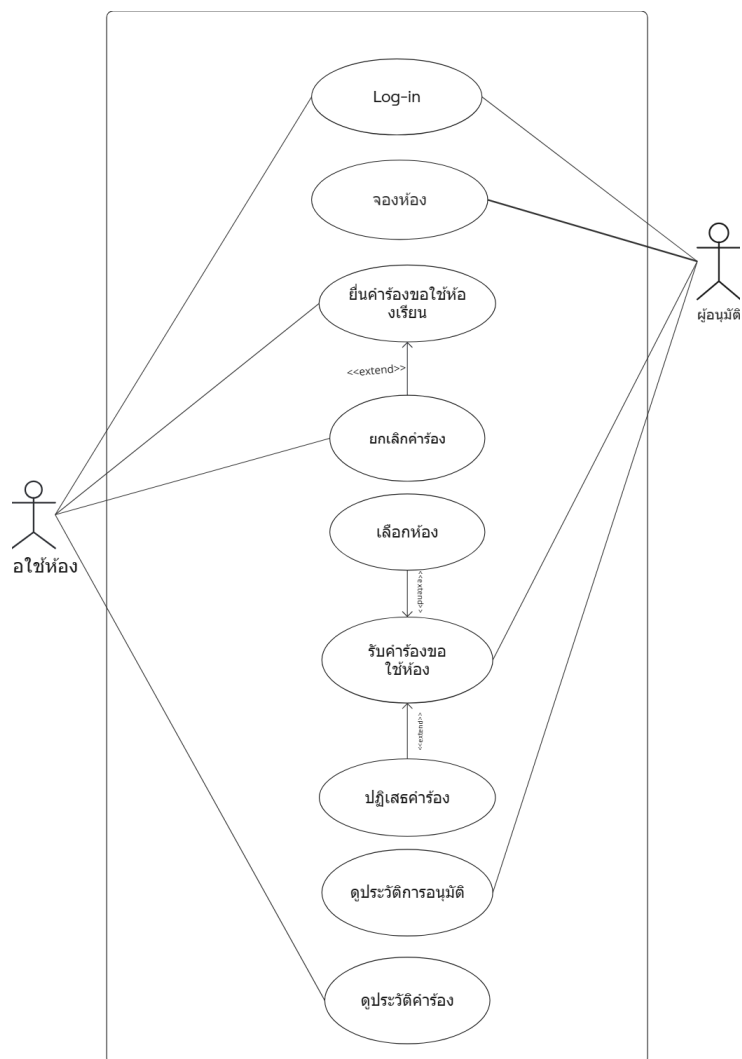 Log-in
จองห้อง
ผู้อนุมัติ
ยื่นคำร้องขอใช้ห้อ
งเรียน
<<extend>>
ยกเลิกคำร้อง
เลือกห้อง
อใช้ห้อง
<<extend>>
รับคำร้องขอ
ใช้ห้อง
<<extend>>
ปฏิเสธคำร้อง
ดูประวัติการอนุมัติ
ดูประวัติคำร้อง